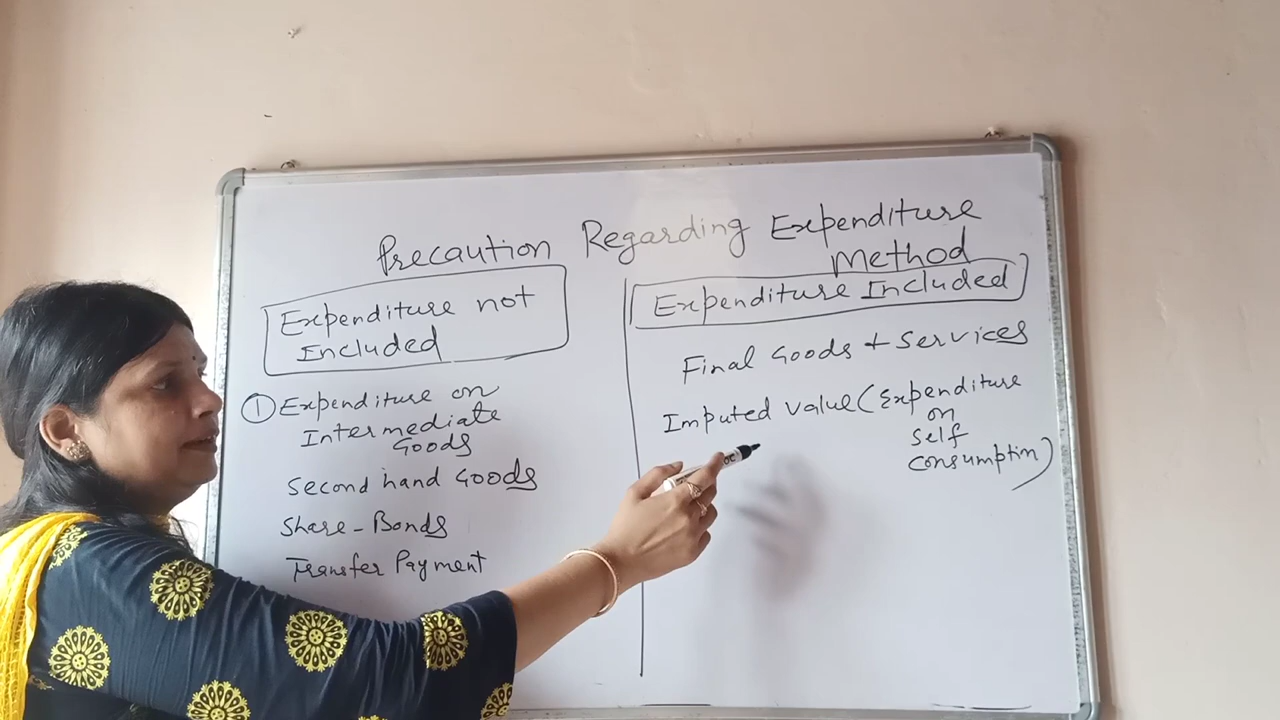 Precaution Regarding Expenditure
Method
Expenditure not
Included
① Expenditure on
Intermediate
Goods
Second hand Goods
Share-Bonds
Transfer Payment
Expenditure Included
Final Goods + Services
Imputed value (Expenditure
on
self
consumptin)